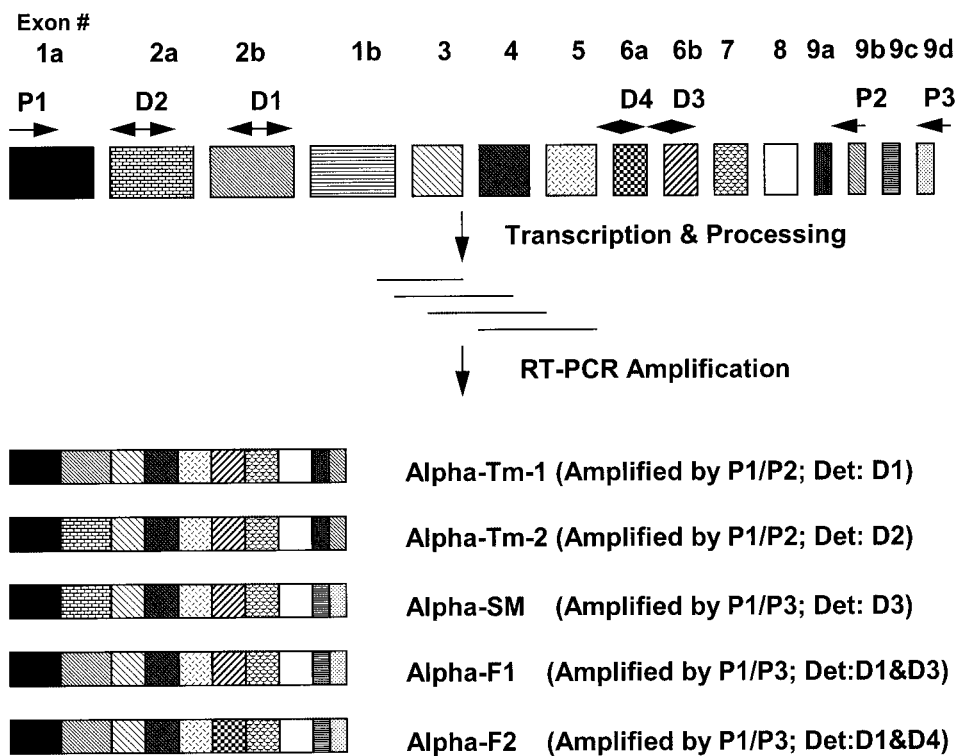 Exon #
1a 2a 2b 1b 3 4 5 6a 6b 7 8 9a 9b 9c 9d
P1 D2 D1 D4 D3 P2 P3
Transcription & Processing
RT-PCR Amplification
Alpha-Tm-1 (Amplified by P1/P2; Det: D1)
Alpha-Tm-2 (Amplified by P1/P2; Det: D2)
Alpha-SM (Amplified by P1/P3; Det: D3)
Alpha-F1 (Amplified by P1/P3; Det:D1&D3)
Alpha-F2 (Amplified by P1/P3; Det:D1&D4)